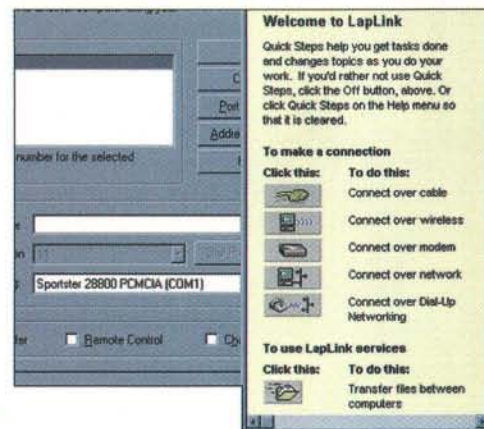 Welcome to LapLink
Quick Steps help you get tasks done
and changes topics as you do your
work. If you'd rather not use Quick
Steps, click the Off button, above. Or
click Quick Steps on the Help menu so
that it is cleared.
To make a connection
Click this: To do this:
Connect over cable
Connect over wireless
Connect over modem
Connect over network
Connect over Dial-Up
Networking
To use LapLink services
Click this: To do this:
Transfer files between
computers
number for the selected
Port
Addre
11
Sportster 28800 PCMCIA (COM1)
Remote Control
Ch